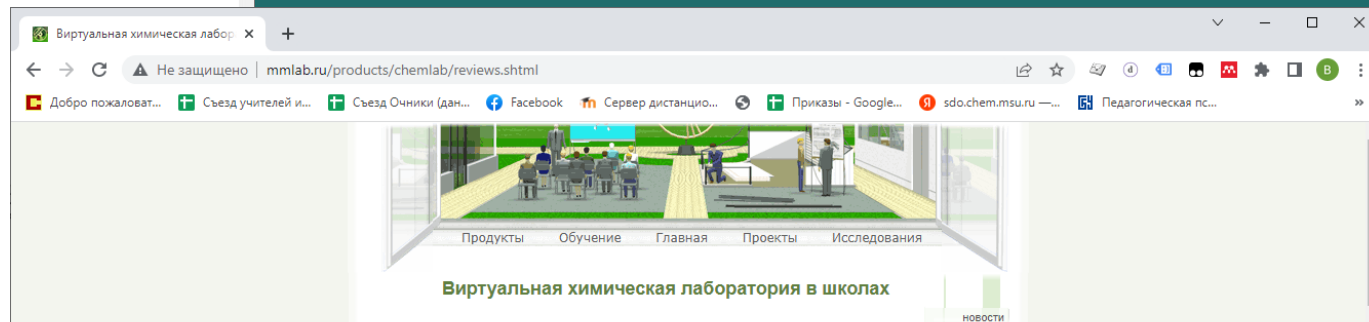 Виртуальная химическая лабор
Не защищено | mmlab.ru/products/chemlab/reviews.shtml
B
Добро пожаловат... Съезд учителей и... Съезд Очники (дан... Facebook Сервер дистанцио... Приказы - Google... sdo.chem.msu.ru —... Педагогическая пс... »
Продукты Обучение Главная Проекты Исследования
Виртуальная химическая лаборатория в школах
новости